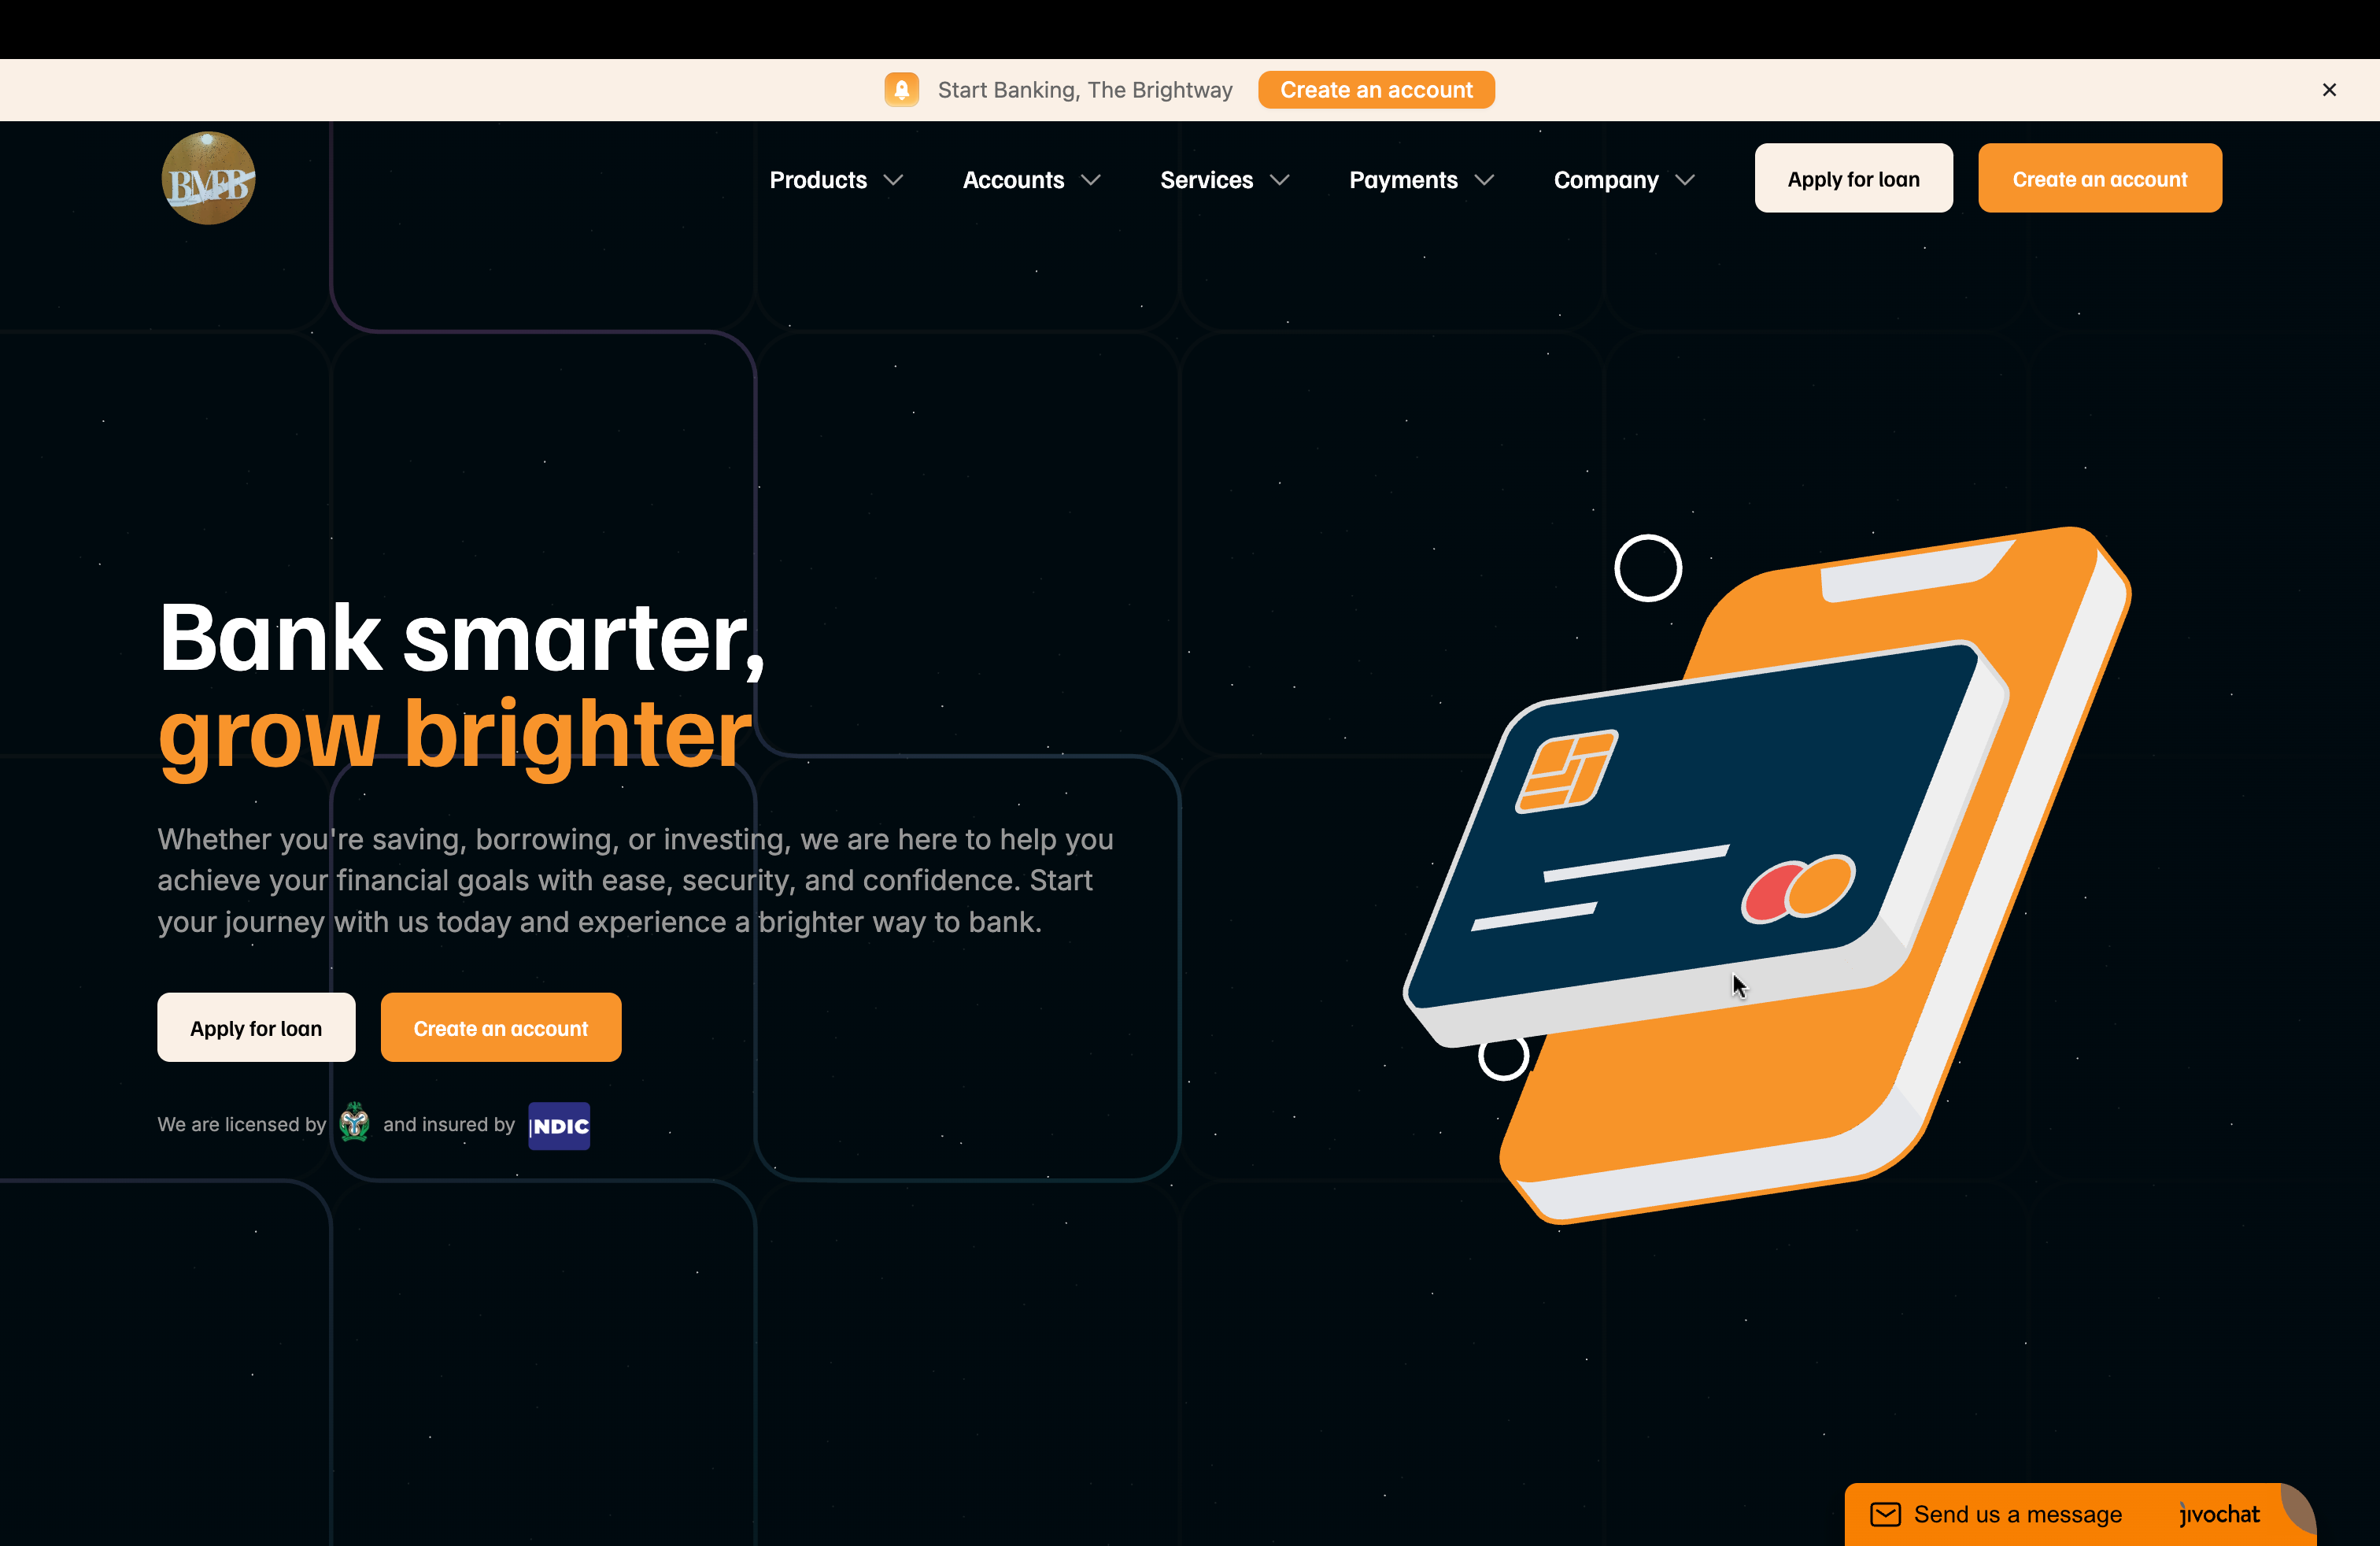 Start Banking, The Brightway Create an account
BMFB
Products Accounts Services Payments Company Apply for loan Create an account
Bank smarter,
grow brighter
Whether you're saving, borrowing, or investing, we are here to help you
achieve your financial goals with ease, security, and confidence. Start
your journey with us today and experience a brighter way to bank.
Apply for loan Create an account
We are licensed by and insured by NDIC
Send us a message jivochat